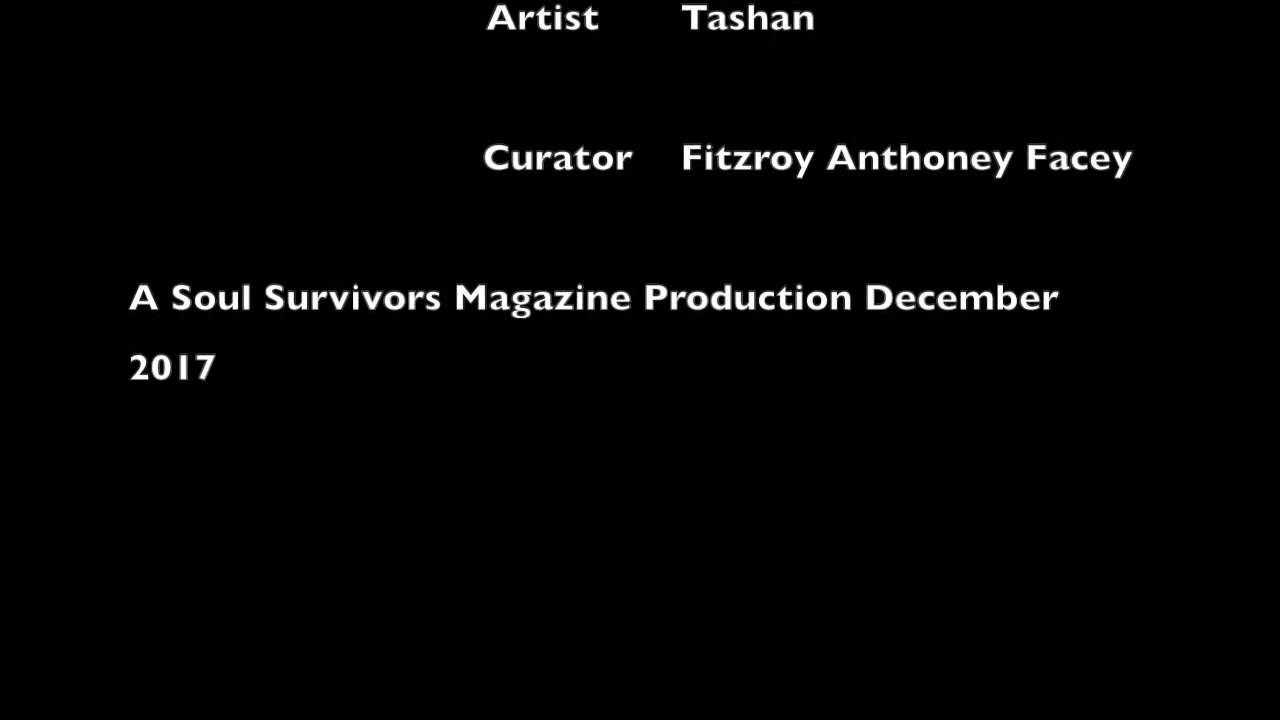 Artist Tashan
Curator Fitzroy Anthoney Facey
A Soul Survivors Magazine Production December
2017